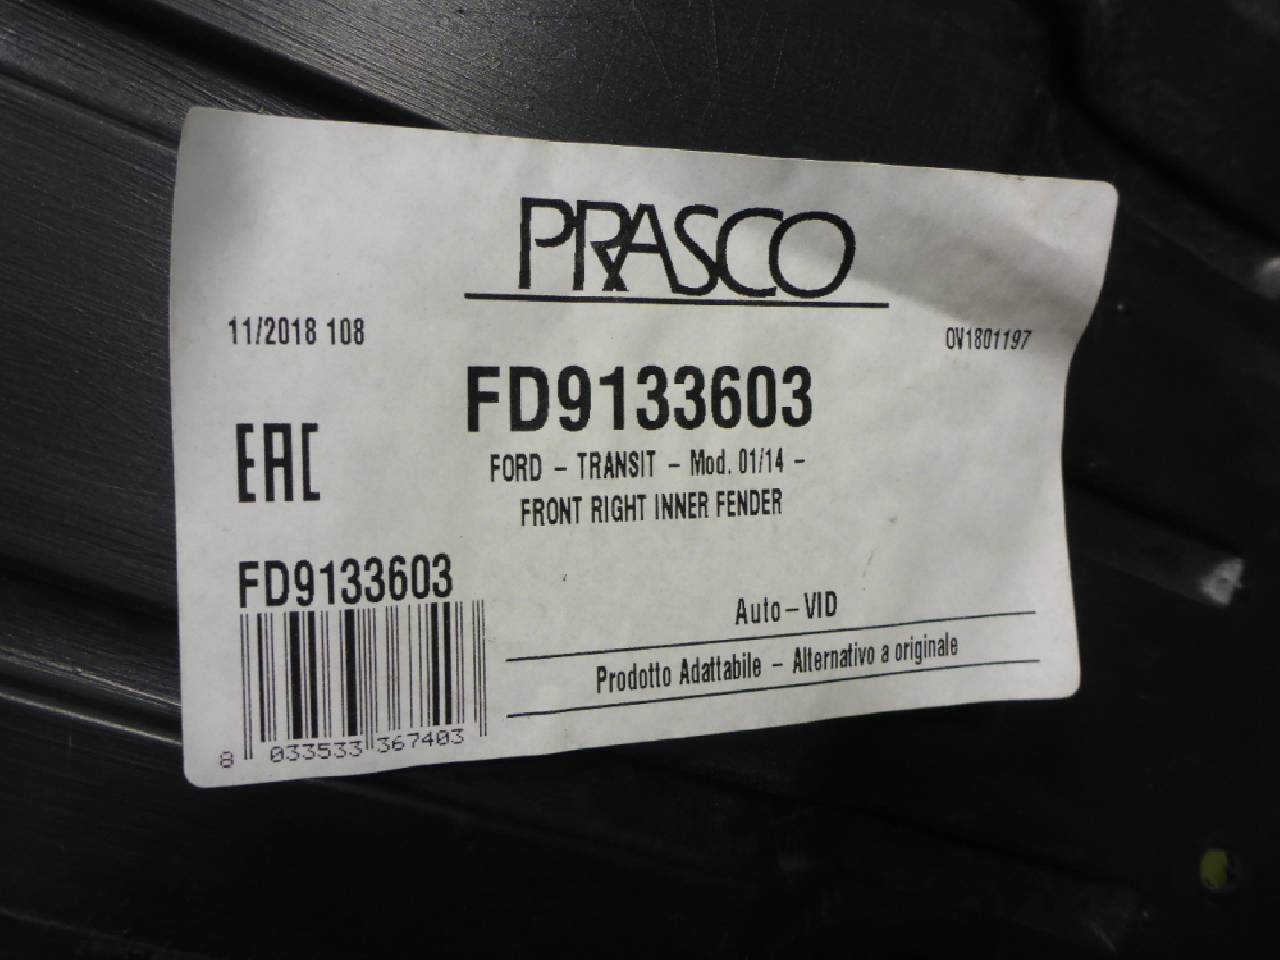 PRASCO
11/2018 108
OV1801197
FD9133603
EAC
FORD - TRANSIT - Mod. 01/14 -
FRONT RIGHT INNER FENDER
FD9133603
Auto-VID
Prodotto Adattabile - Alternativo a originale
8 033533 367403